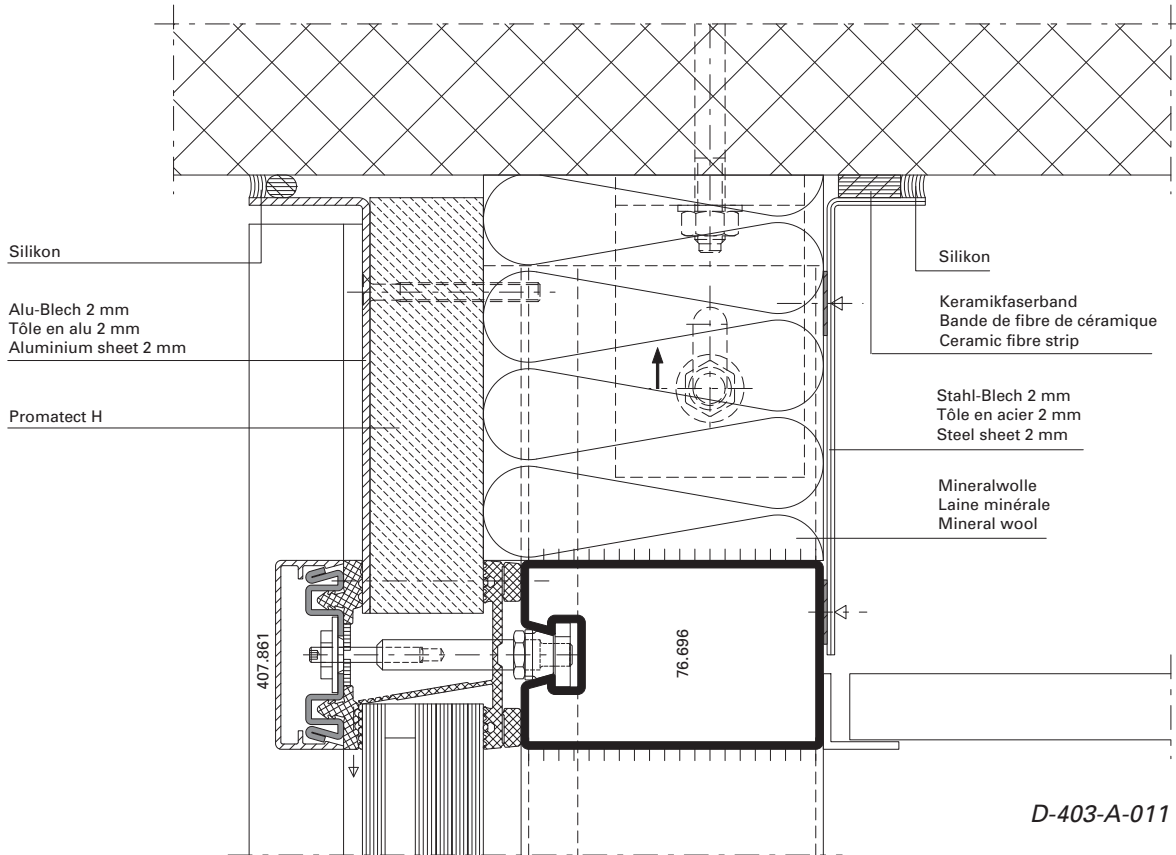 Silikon
Alu-Blech 2 mm
Tôle en alu 2 mm
Aluminium sheet 2 mm
Promatect H
Silikon
Keramikfaserband
Bande de fibre de céramique
Ceramic fibre strip
Stahl-Blech 2 mm
Tôle en acier 2 mm
Steel sheet 2 mm
Mineralwolle
Laine minérale
Mineral wool
407.861
76.696
D-403-A-011